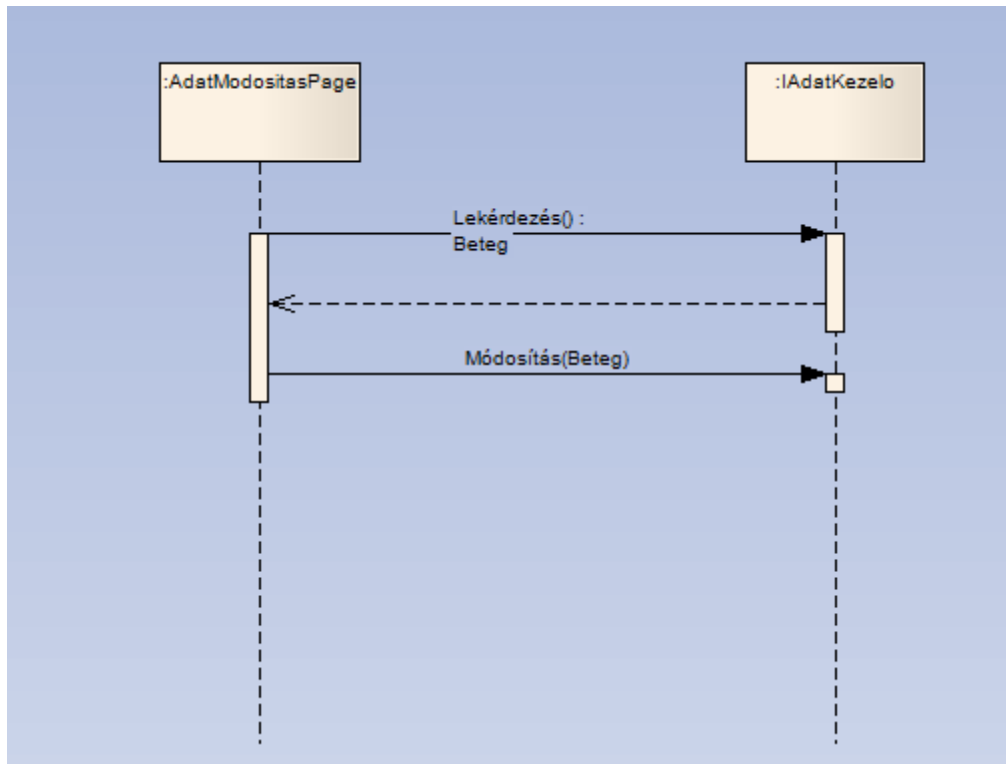 :AdatModositasPage
:IAdatKezelo
Lekérdezés() :
Beteg
Módosítás(Beteg)